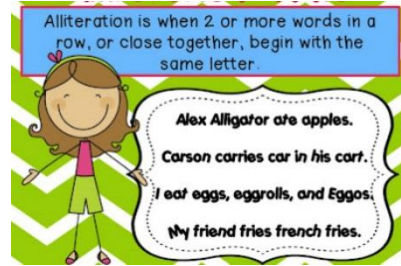 Alliteration is when 2 or more words in a
row, or close together, begin with the
same letter.
Alex Alligator ate apples.
Carson carries car in his cart.
I eat eggs, eggrolls, and Eggos.
My friend fries french fries.